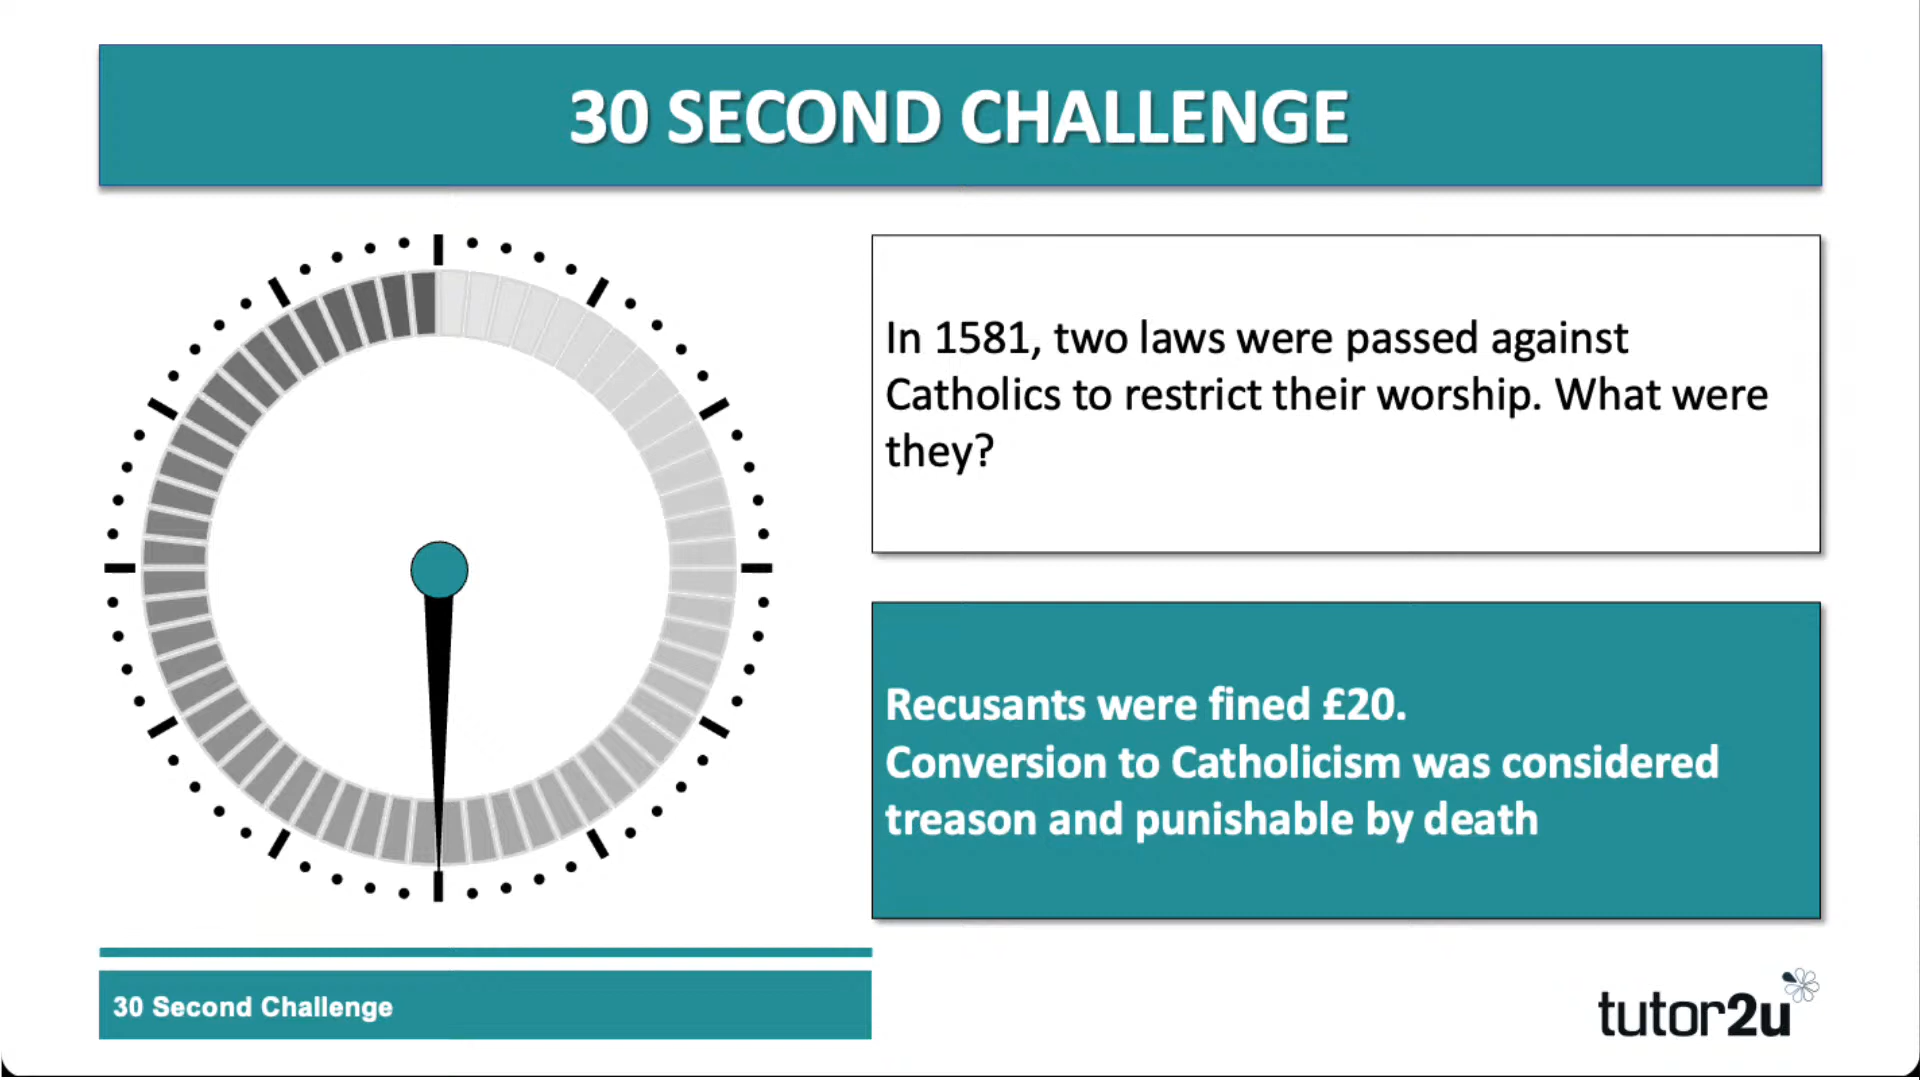 30 SECOND CHALLENGE
In 1581, two laws were passed against
Catholics to restrict their worship. What were
they?
Recusants were fined £20.
Conversion to Catholicism was considered
treason and punishable by death
30 Second Challenge
tutor2u